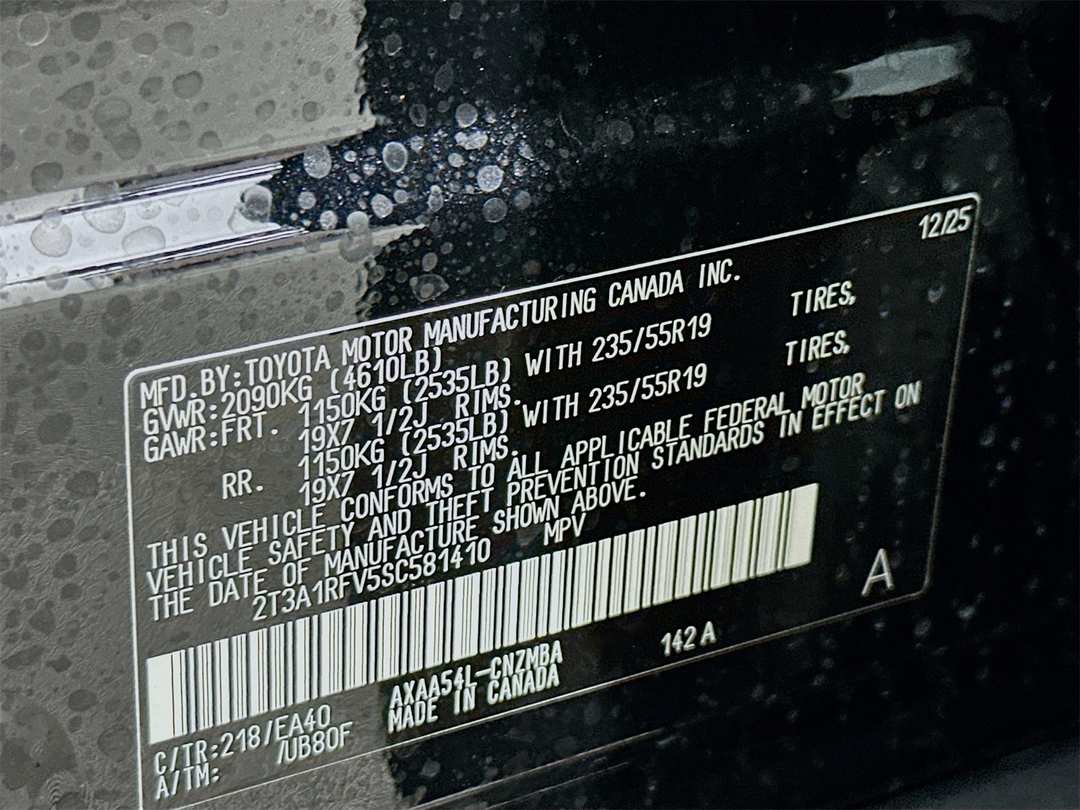 12/25
MFD.BY:TOYOTA MOTOR MANUFACTURING CANADA INC.
GVWR:2090KG (4610LB)
GAWR:FRT. 1150KG (2535LB) WITH 235/55R19 TIRES,
19X7 1/2J RIMS.
RR. 1150KG (2535LB) WITH 235/55R19 TIRES,
19X7 1/2J RIMS.
THIS VEHICLE CONFORMS TO ALL APPLICABLE FEDERAL MOTOR
VEHICLE SAFETY AND THEFT PREVENTION STANDARDS IN EFFECT ON
THE DATE OF MANUFACTURE SHOWN ABOVE.
2T3A1RFV5SC581410 MPV
A
C/TR:218/EA40 AXAA54L-CNZMBA 142A
A/TM: /UB80F MADE IN CANADA